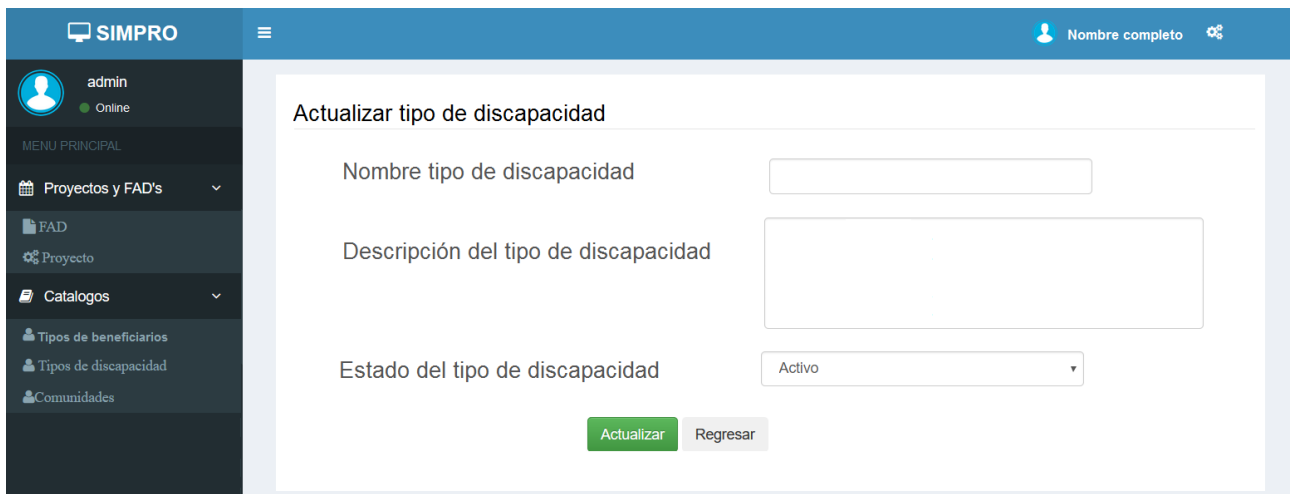 SIMPRO
Nombre completo
admin
Online
MENU PRINCIPAL
Proyectos y FAD's
FAD
Proyecto
Catalogos
Tipos de beneficiarios
Tipos de discapacidad
Comunidades
Actualizar tipo de discapacidad
Nombre tipo de discapacidad
Descripción del tipo de discapacidad
Estado del tipo de discapacidad
Activo
Actualizar Regresar